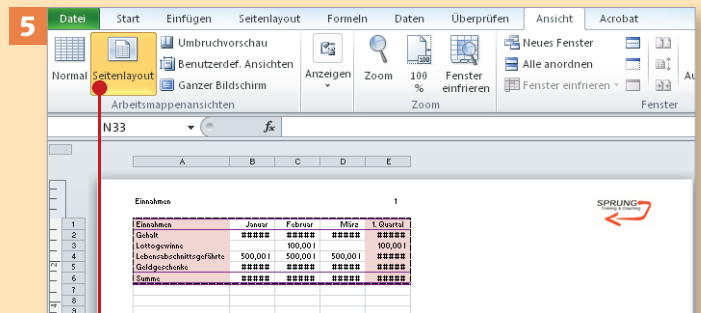 5
Datei Start Einfügen Seitenlayout Formeln Daten Überprüfen Ansicht Acrobat
Normal Seitenlayout Umbruchvorschau Benutzerdef. Ansichten Ganzer Bildschirm
Arbeitsmappenansichten
Anzeigen
Zoom 100 % Fenster einfrieren
Zoom
Neues Fenster
Alle anordnen
Fenster einfrieren
Fenster
N33 fx
A B C D E
Einnahmen 1
SPRUNG
Training & Coaching
1 Einnahmen Januar Februar März 1. Quartal
2 Gehalt ##### ##### ##### #####
3 Lottogewinne 100,00 100,00
4 Lebensabschnittsgefährte 500,00 500,00 500,00 #####
5 Geldgeschenke ##### ##### ##### #####
6 Summe ##### ##### ##### #####
7
8
9